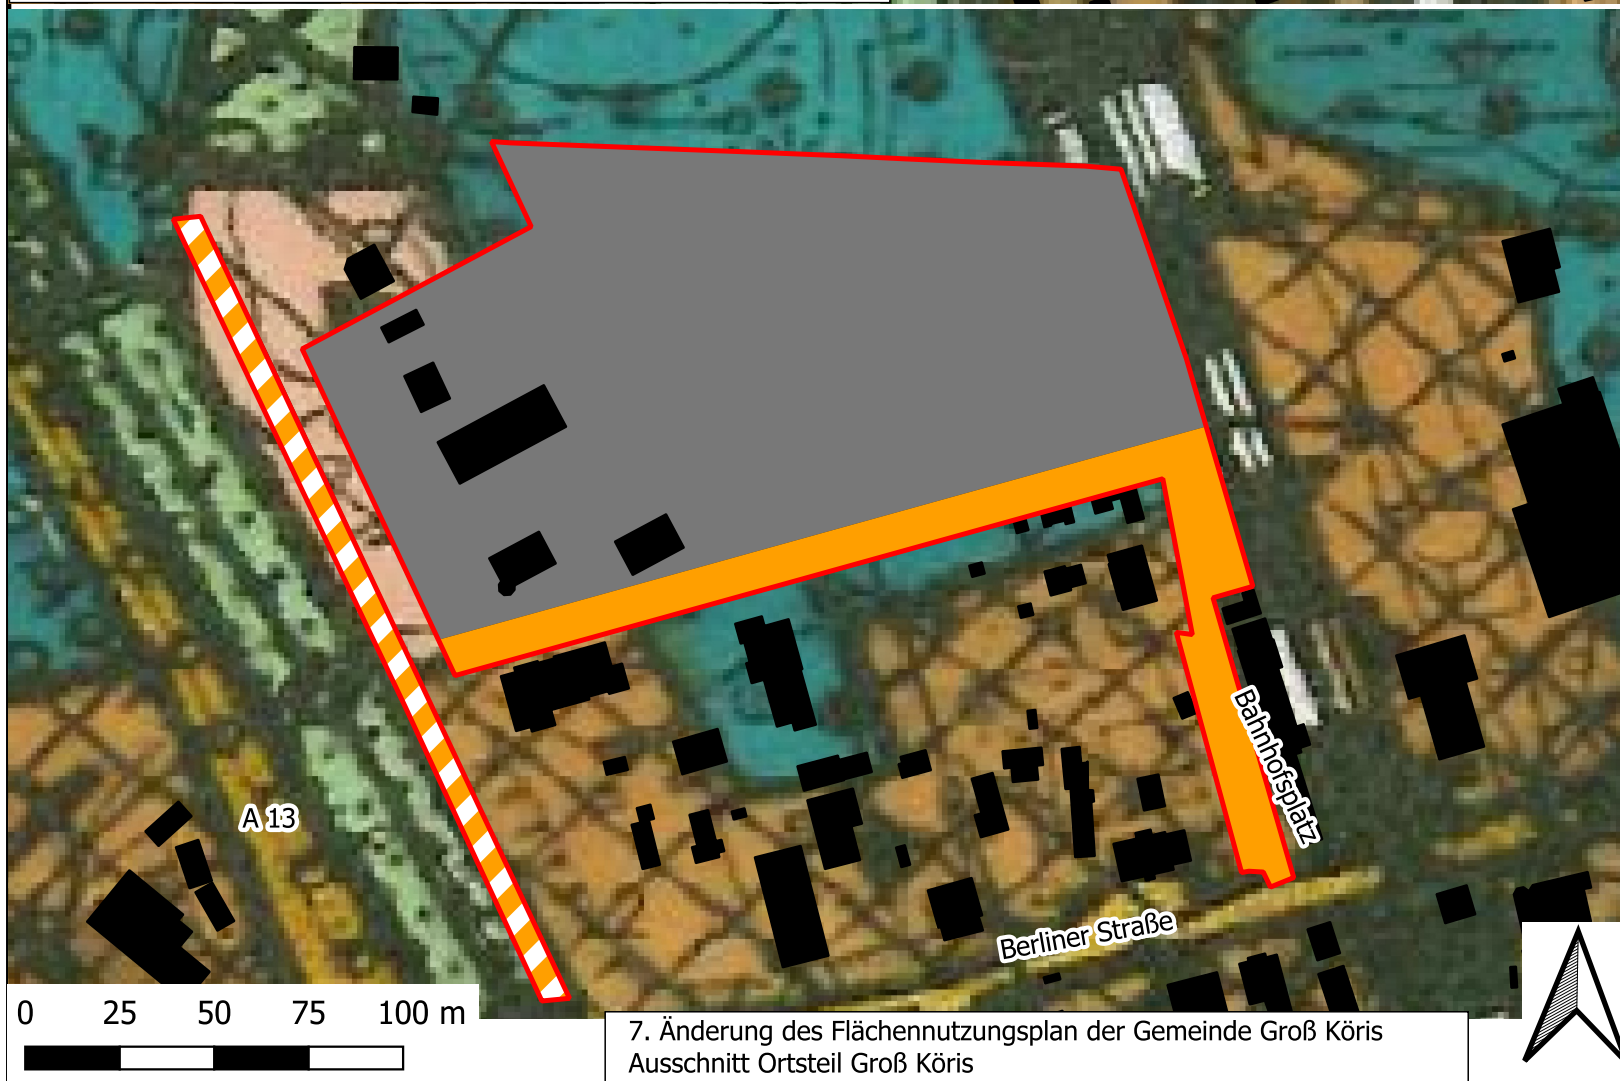 A 13
Bahnhofsplatz
Berliner Straße
0 25 50 75 100 m
7. Änderung des Flächennutzungsplan der Gemeinde Groß Köris
Ausschnitt Ortsteil Groß Köris